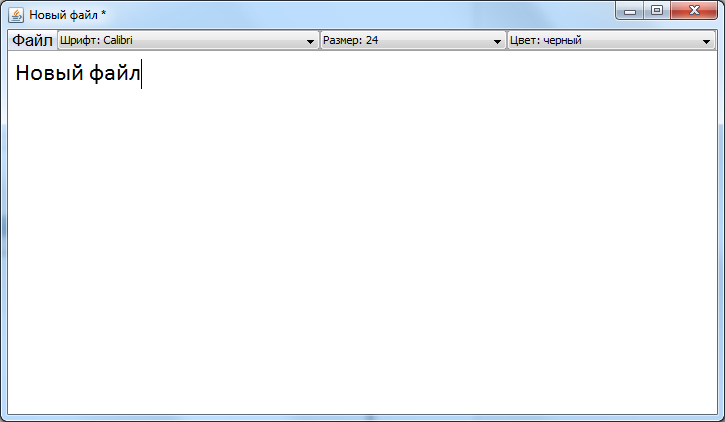 Новый файл *
Файл Шрифт: Calibri Размер: 24 Цвет: черный
Новый файл